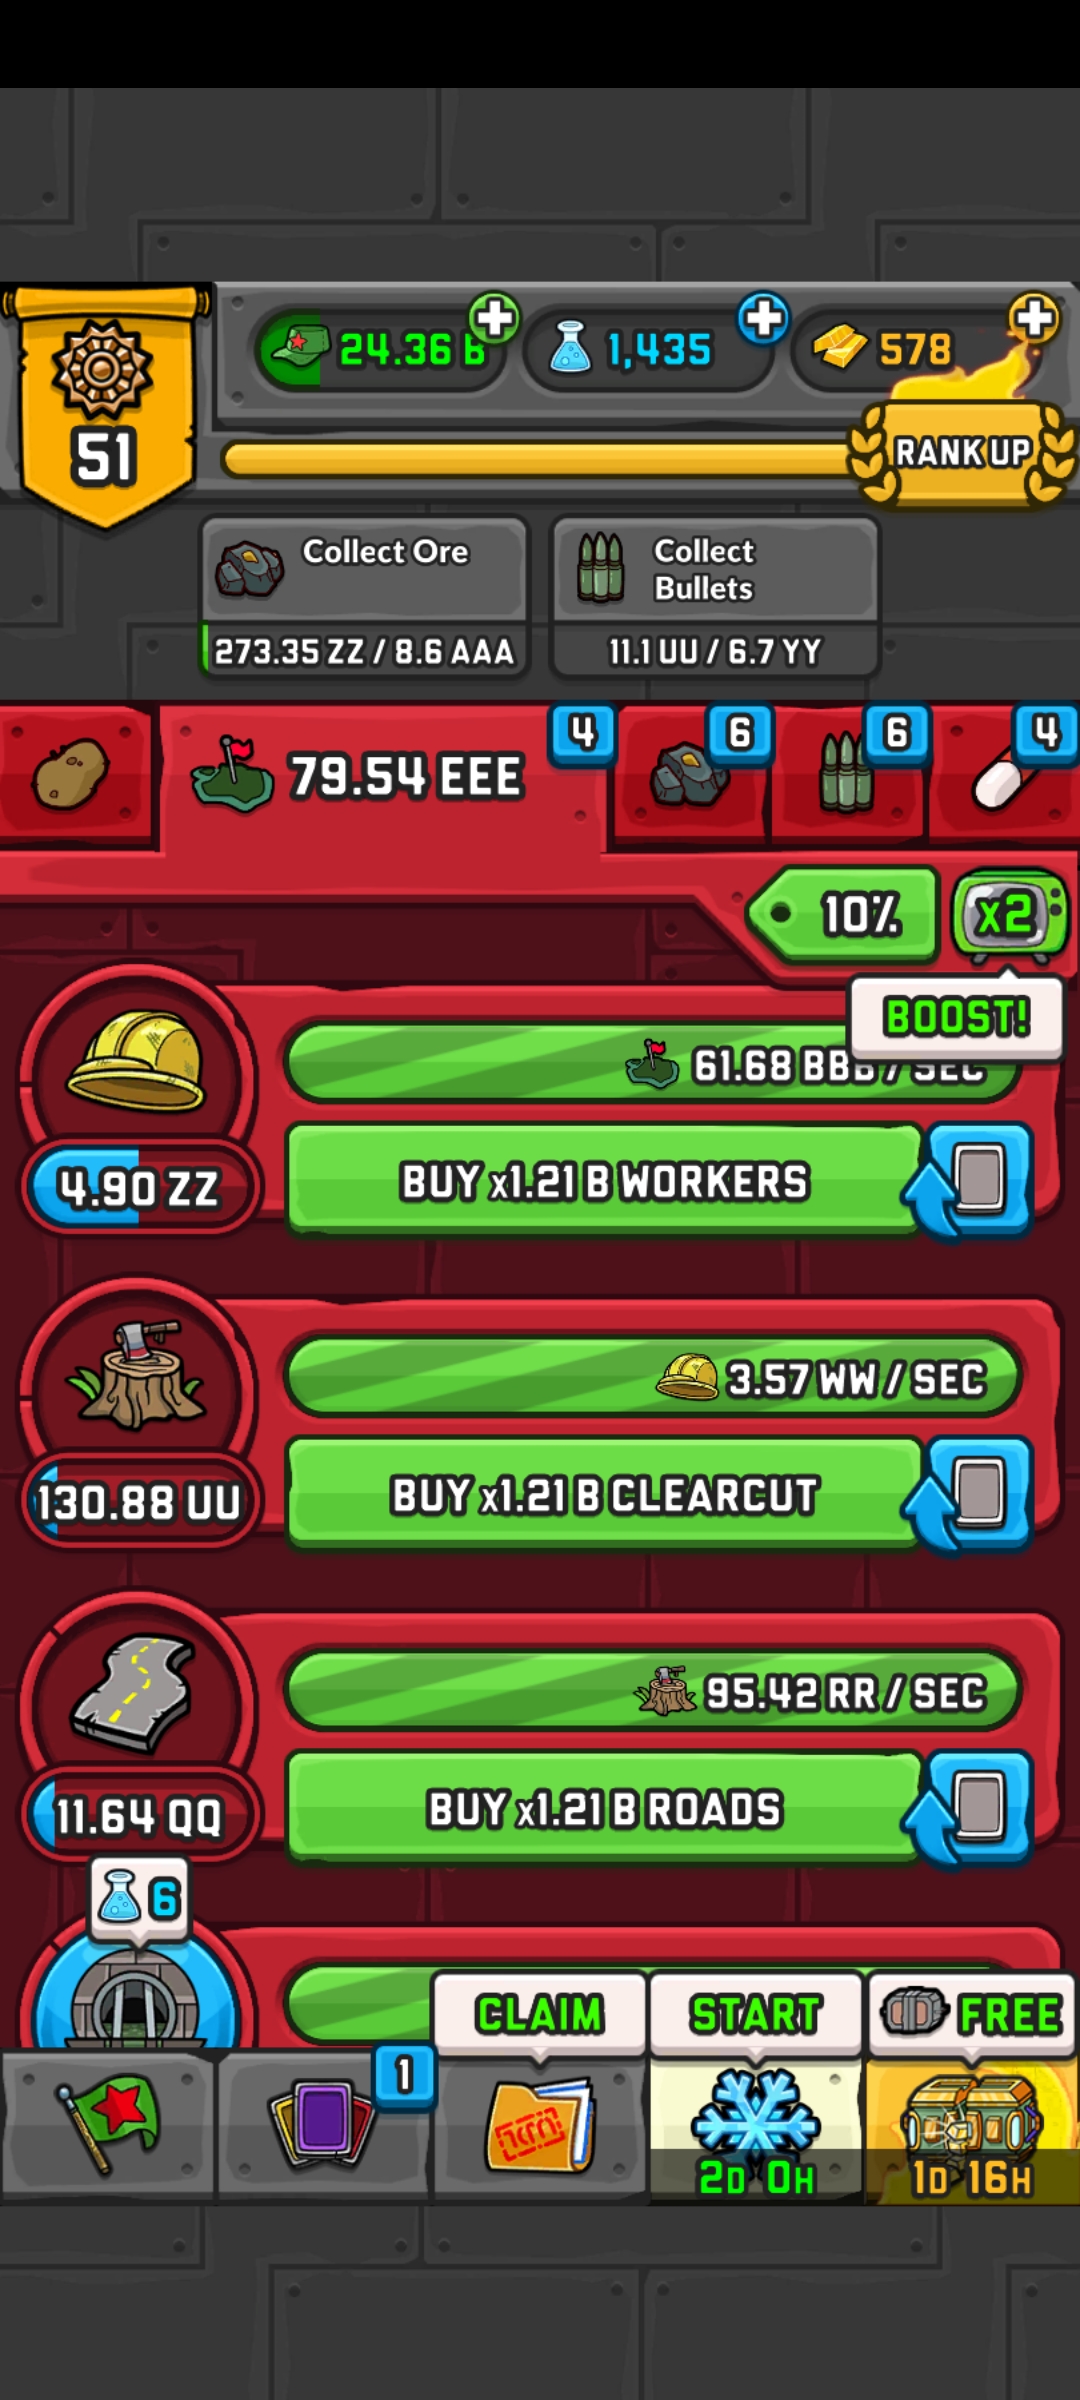 24.36 B
1,435
578
51
RANK UP
Collect Ore
273.35 ZZ / 8.6 AAA
Collect
Bullets
11.1 UU / 6.7 YY
79.54 EEE
4
6
6
4
10%
x2
BOOST!
61.68 BBB / SEC
4.90 ZZ
BUY x1.21 B WORKERS
3.57 WW / SEC
130.88 UU
BUY x1.21 B CLEARCUT
95.42 RR / SEC
11.64 QQ
BUY x1.21 B ROADS
6
CLAIM
START
FREE
1
2D 0H
1D 16H